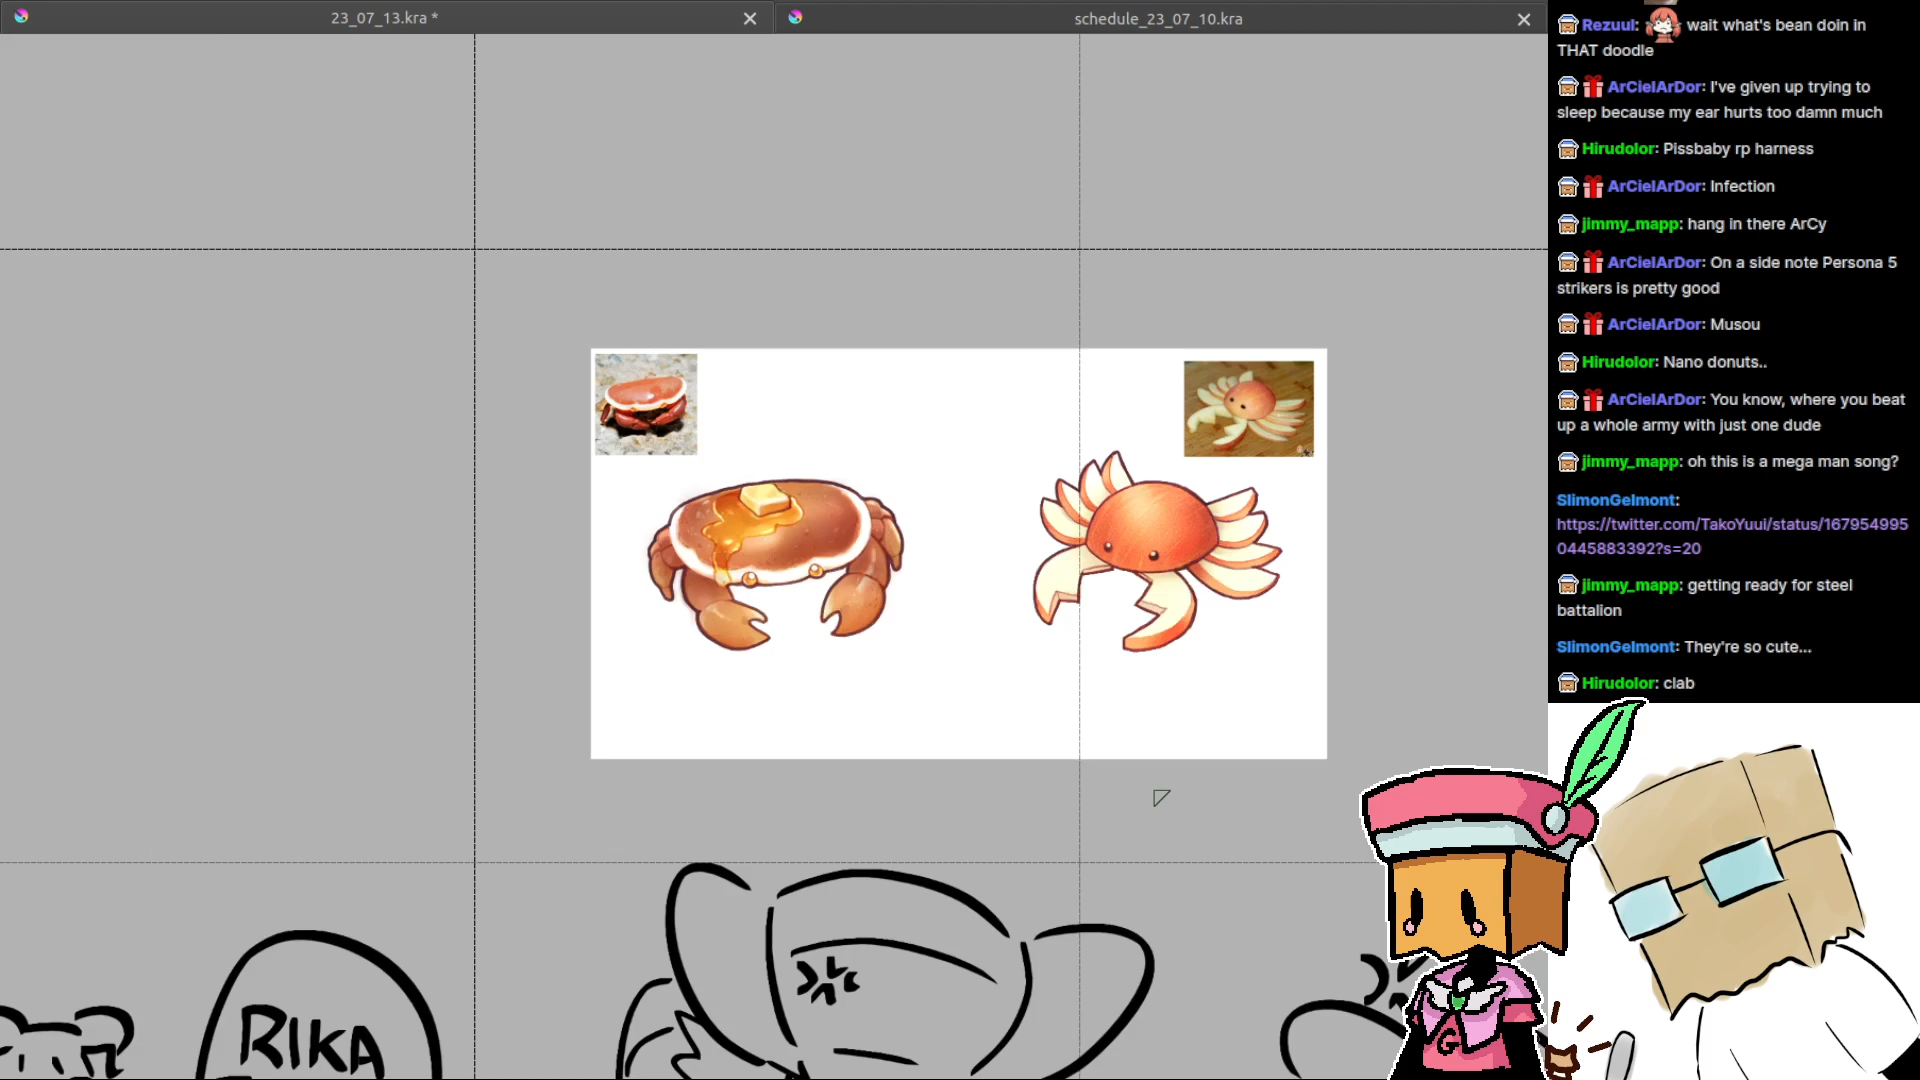 23_07_13.kra *
schedule_23_07_10.kra
Rezuul: wait what's bean doin in
THAT doodle
ArCielArDor: I've given up trying to
sleep because my ear hurts too damn much
Hirudolor: Pissbaby rp harness
ArCielArDor: Infection
jimmy_mapp: hang in there ArCy
ArCielArDor: On a side note Persona 5
strikers is pretty good
ArCielArDor: Musou
Hirudolor: Nano donuts..
ArCielArDor: You know, where you beat
up a whole army with just one dude
jimmy_mapp: oh this is a mega man song?
SlimonGelmont:
https://twitter.com/TakoYuui/status/167954995
0445883392?s=20
jimmy_mapp: getting ready for steel
battalion
SlimonGelmont: They're so cute...
Hirudolor: clab
RIKA
G